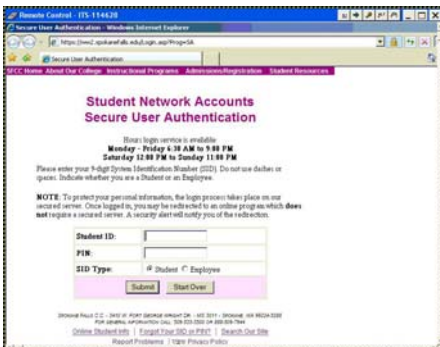 Remote Control - ITS-114628
Secure User Authentication - Windows Internet Explorer
Secure User Authentication
SFCC Home About Our College Instructional Programs Admissions/Registration Student Resources
Student Network Accounts
Secure User Authentication
Hours login service is available:
Monday - Friday 6:30 AM to 9:00 PM
Saturday 12:00 PM to Sunday 11:00 PM
Please enter your 9-digit System Identification Number (SID). Do not use dashes or
spaces. Indicate whether you are a Student or an Employee.
NOTE: To protect your personal information, the login process takes place on our
secured server. Once logged in, you may be redirected to an online program which does
not require a secured server. A security alert will notify you of the redirection.
Student ID:
PIN:
SID Type: Student Employee
Submit Start Over
Online Student Info | Forgot Your SID or PIN? | Search Our Site
Report Problems | Privacy Policy